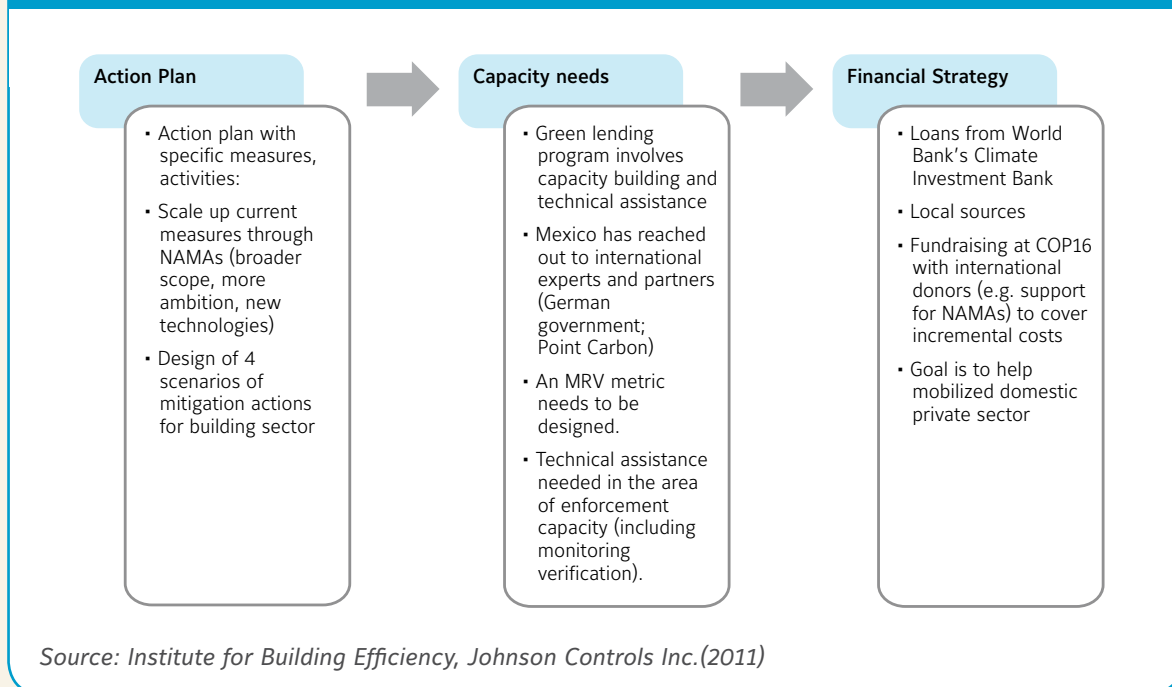 Action Plan
• Action plan with
specific measures,
activities:
• Scale up current
measures through
NAMAs (broader
scope, more
ambition, new
technologies)
• Design of 4
scenarios of
mitigation actions
for building sector
Capacity needs
• Green lending
program involves
capacity building and
technical assistance
• Mexico has reached
out to international
experts and partners
(German
government;
Point Carbon)
• An MRV metric
needs to be
designed.
• Technical assistance
needed in the area
of enforcement
capacity (including
monitoring
verification).
Financial Strategy
• Loans from World
Bank's Climate
Investment Bank
• Local sources
• Fundraising at COP16
with international
donors (e.g. support
for NAMAs) to cover
incremental costs
• Goal is to help
mobilized domestic
private sector
Source: Institute for Building Efficiency, Johnson Controls Inc.(2011)